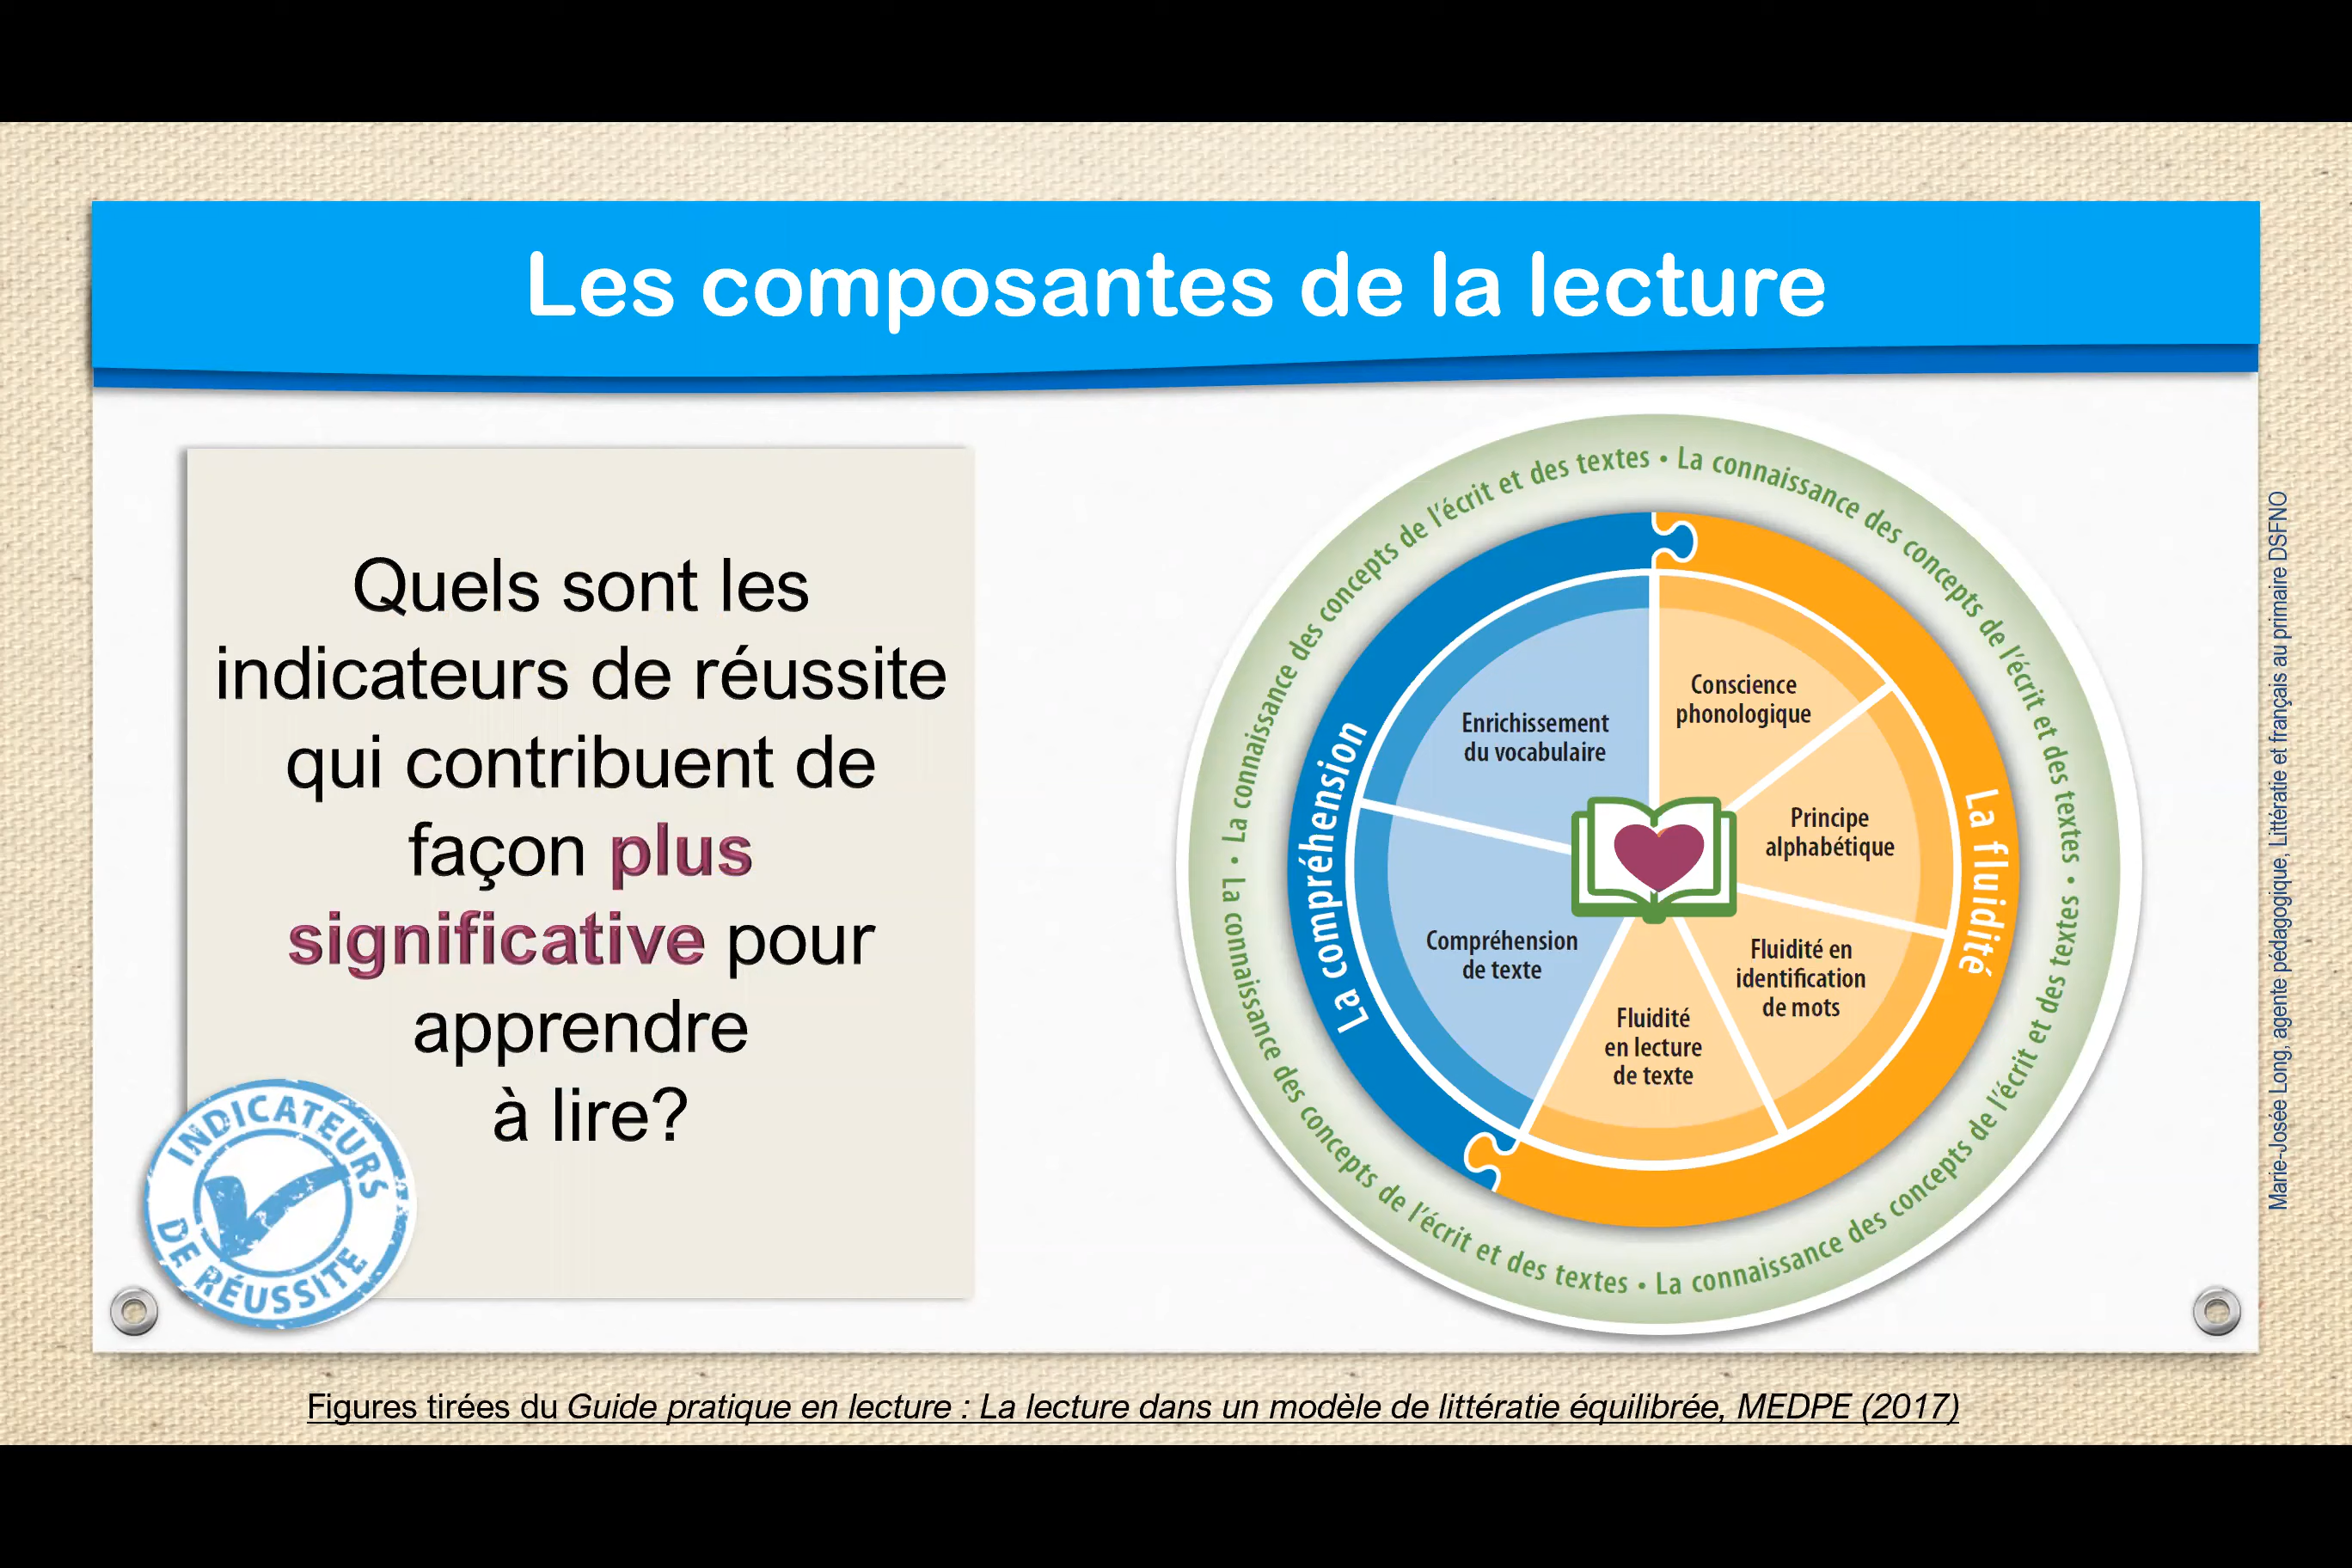 Les composantes de la lecture
Quels sont les
indicateurs de réussite
qui contribuent de
façon plus
significative pour
apprendre
à lire?
INDICATEURS
DE RÉUSSITE
La connaissance des concepts de l'écrit et des textes • La connaissance des concepts de l'écrit et des textes • La connaissance des concepts de l'écrit et des textes • La connaissance des concepts de l'écrit et des textes •
La compréhension
La fluidité
Enrichissement
du vocabulaire
Conscience
phonologique
Principe
alphabétique
Compréhension
de texte
Fluidité en
identification
de mots
Fluidité
en lecture
de texte
Marie-Josée Long, agente pédagogique, Littératie et français au primaire DSFNO
Figures tirées du Guide pratique en lecture : La lecture dans un modèle de littératie équilibrée, MEDPE (2017)